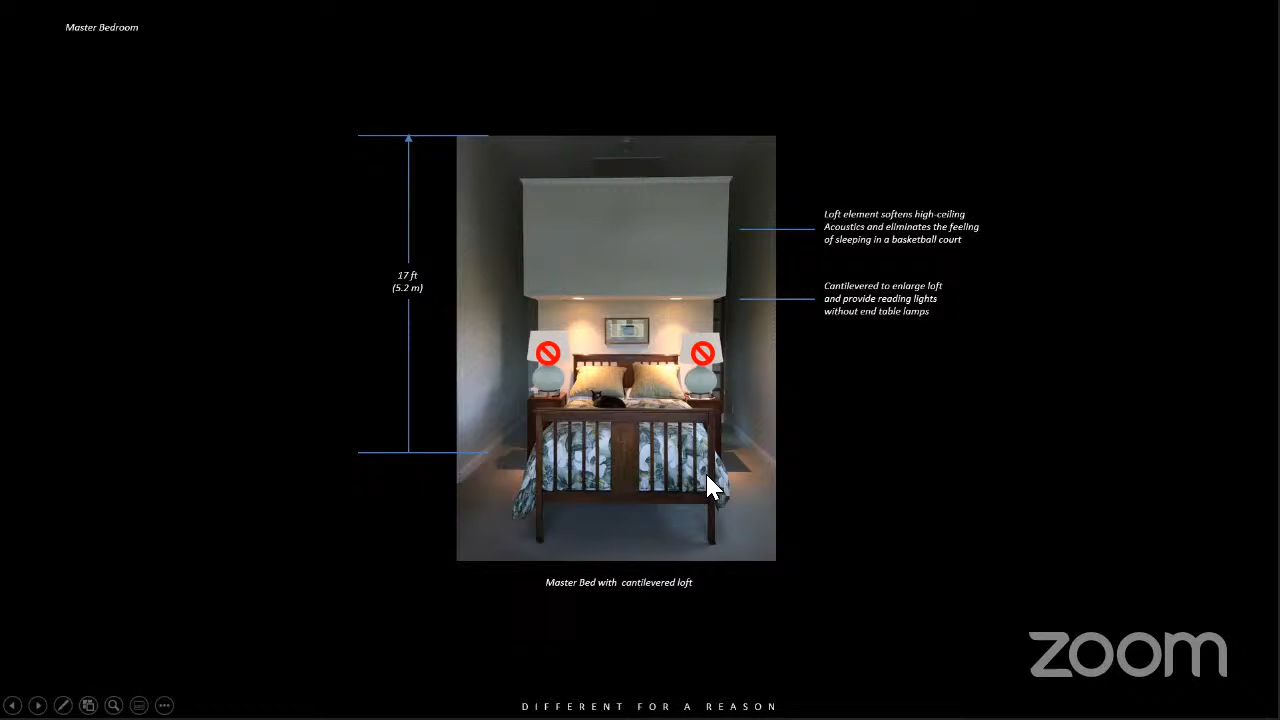 Master Bedroom
17 ft
(5.2 m)
Loft element softens high-ceiling
Acoustics and eliminates the feeling
of sleeping in a basketball court
Cantilevered to enlarge loft
and provide reading lights
without end table lamps
Master Bed with cantilevered loft
zoom
DIFFERENT FOR A REASON